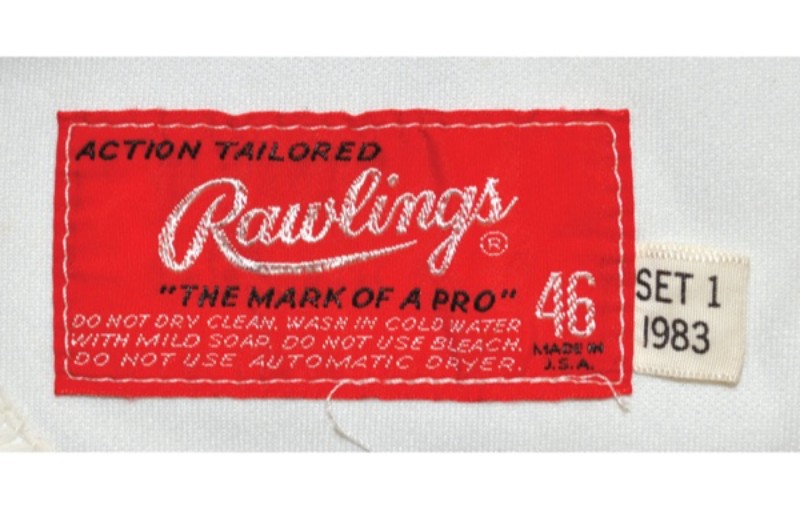 ACTION TAILORED
Rawlings ®
"THE MARK OF A PRO"
46
DO NOT DRY CLEAN. WASH IN COLD WATER
WITH MILD SOAP. DO NOT USE BLEACH.
DO NOT USE AUTOMATIC DRYER.
MADE IN
U.S.A.
SET 1
1983